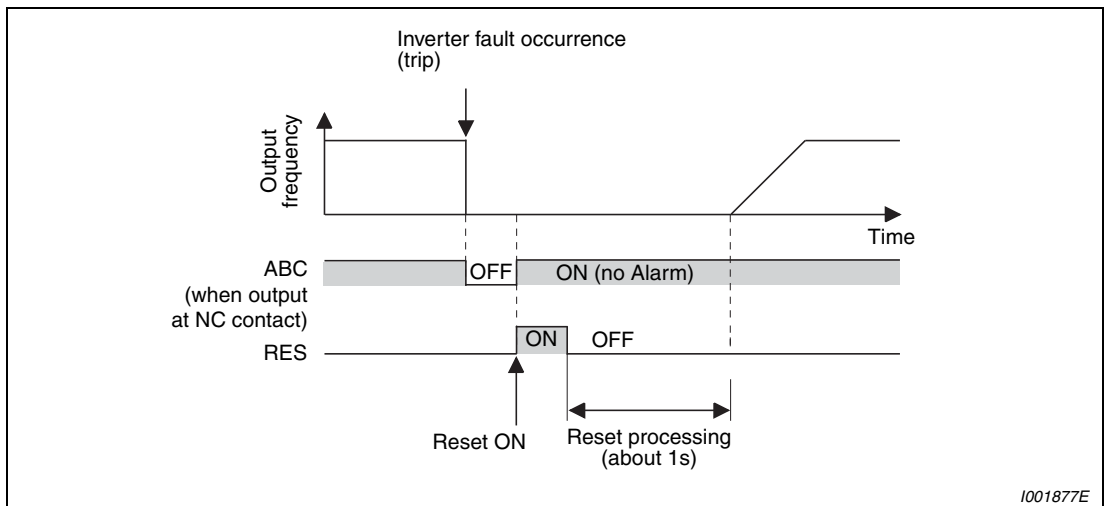 Inverter fault occurrence
(trip)
Output
frequency
Time
ABC
(when output
at NC contact)
OFF
ON (no Alarm)
RES
ON
OFF
Reset ON
Reset processing
(about 1s)
I001877E